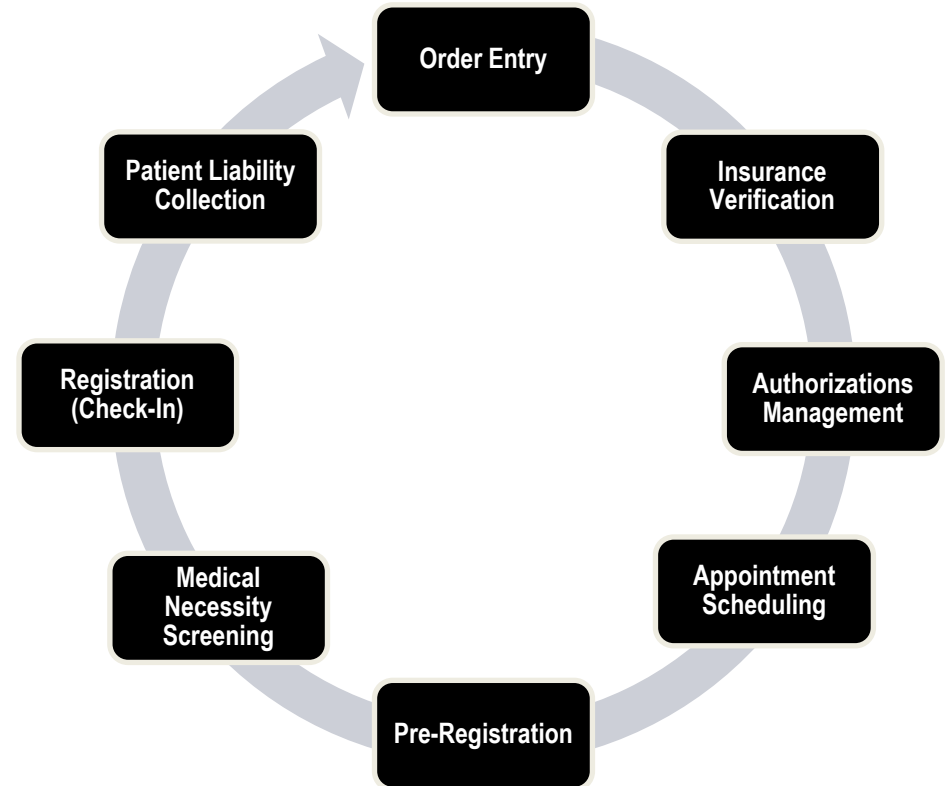 Order Entry
Insurance
Verification
Authorizations
Management
Appointment
Scheduling
Pre-Registration
Medical
Necessity
Screening
Registration
(Check-In)
Patient Liability
Collection